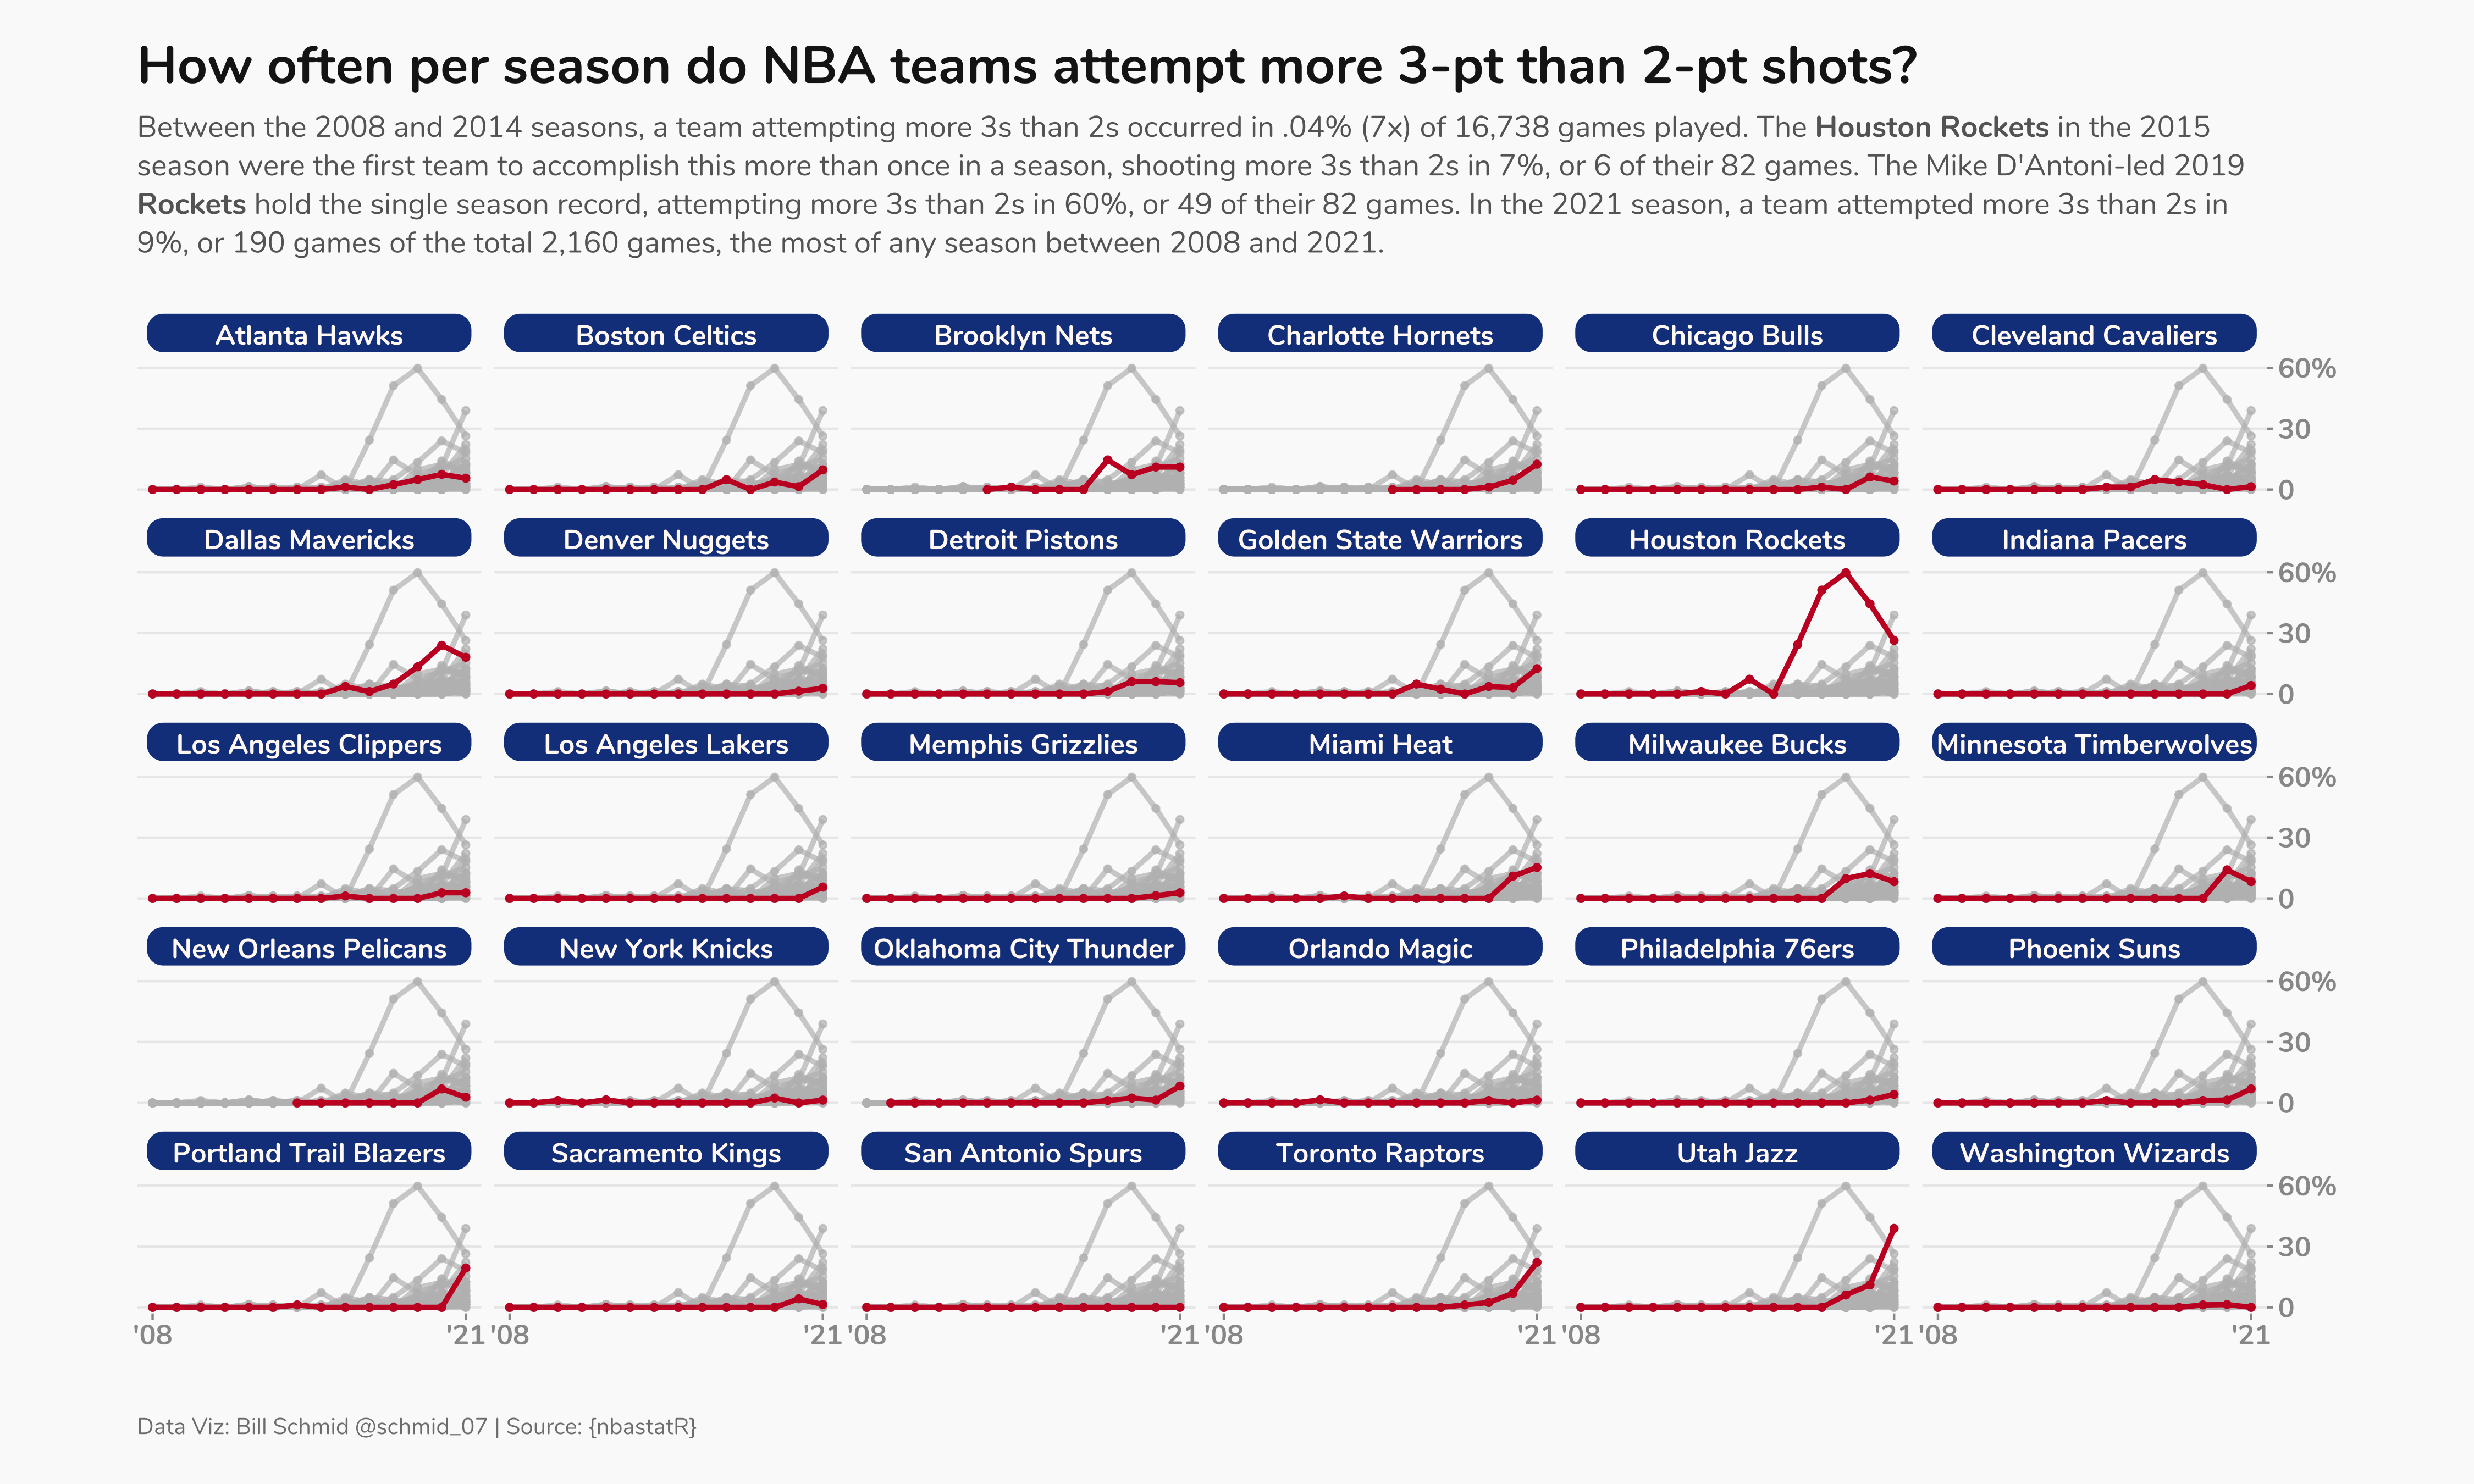 How often per season do NBA teams attempt more 3-pt than 2-pt shots?
Between the 2008 and 2014 seasons, a team attempting more 3s than 2s occurred in .04% (7x) of 16,738 games played. The Houston Rockets in the 2015
season were the first team to accomplish this more than once in a season, shooting more 3s than 2s in 7%, or 6 of their 82 games. The Mike D'Antoni-led 2019
Rockets hold the single season record, attempting more 3s than 2s in 60%, or 49 of their 82 games. In the 2021 season, a team attempted more 3s than 2s in
9%, or 190 games of the total 2,160 games, the most of any season between 2008 and 2021.
Atlanta Hawks Boston Celtics Brooklyn Nets Charlotte Hornets Chicago Bulls Cleveland Cavaliers
60%
30
0
Dallas Mavericks Denver Nuggets Detroit Pistons Golden State Warriors Houston Rockets Indiana Pacers
60%
30
0
Los Angeles Clippers Los Angeles Lakers Memphis Grizzlies Miami Heat Milwaukee Bucks Minnesota Timberwolves
60%
30
0
New Orleans Pelicans New York Knicks Oklahoma City Thunder Orlando Magic Philadelphia 76ers Phoenix Suns
60%
30
0
Portland Trail Blazers Sacramento Kings San Antonio Spurs Toronto Raptors Utah Jazz Washington Wizards
60%
30
0
'08 '21 '08 '21 '08 '21 '08 '21 '08 '21 '08 '21
Data Viz: Bill Schmid @schmid_07 | Source: {nbastatR}